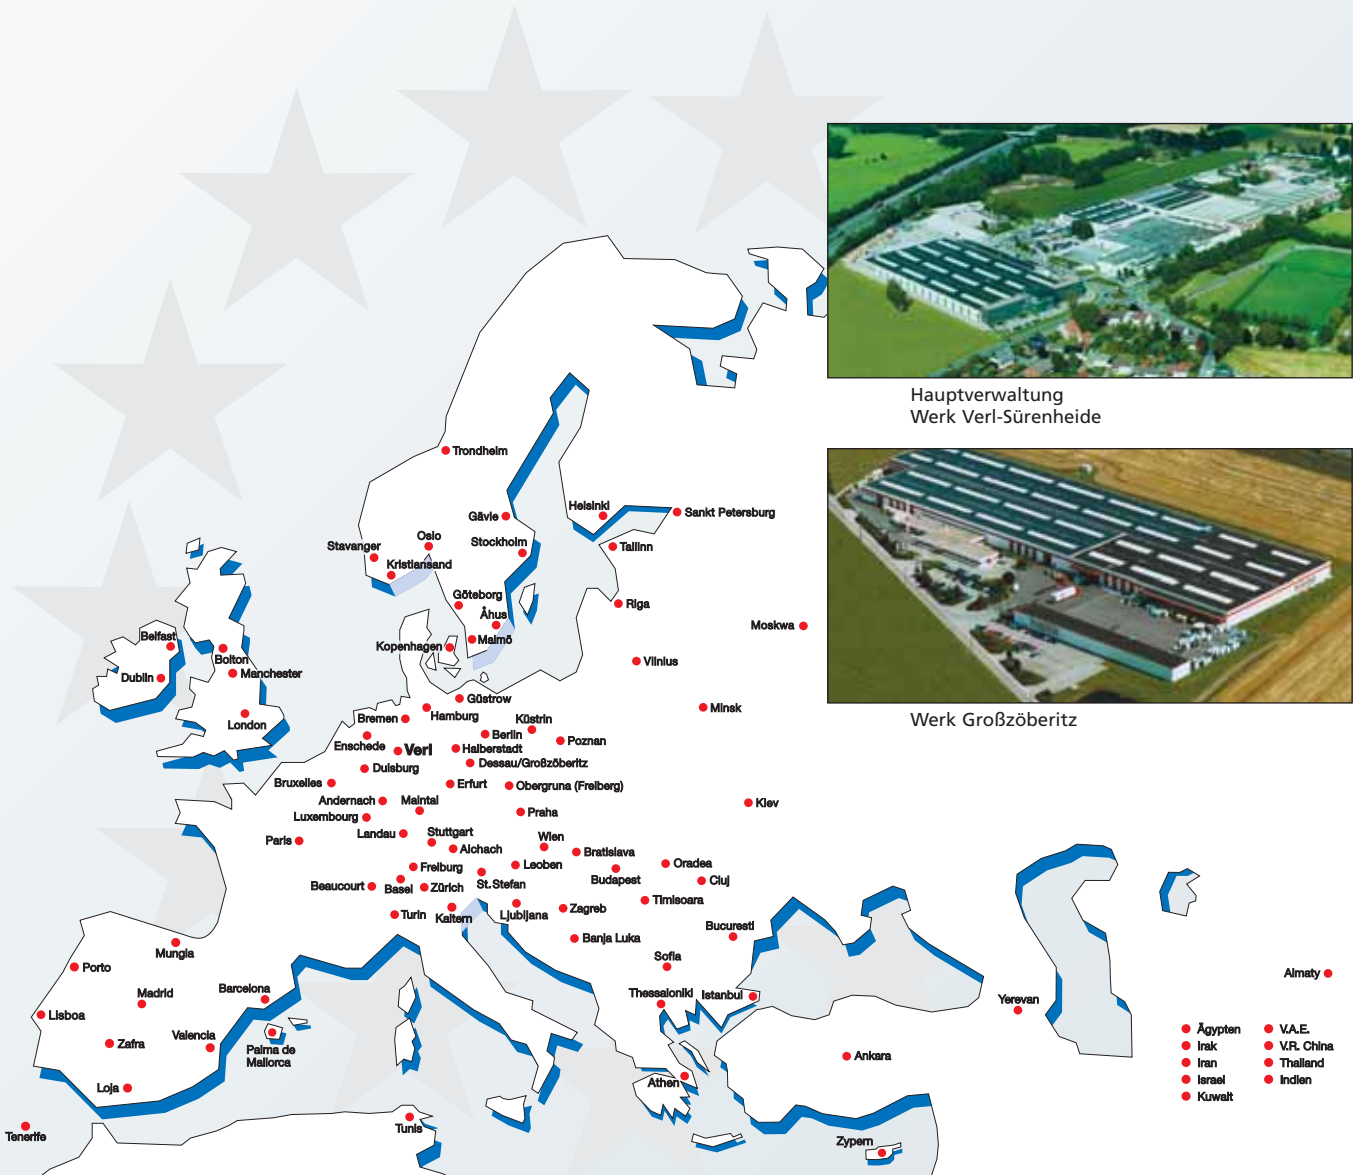 Hauptverwaltung
Werk Verl-Sürenheide
Trondheim
Gävle
Helsinki
Sankt Petersburg
Oslo
Stockholm
Stavanger
Tallinn
Kristiansand
Göteborg
Riga
Åhus
Moskwa
Belfast
Malmö
Kopenhagen
Bolton
Vilnius
Manchester
Dublin
Güstrow
Minsk
Hamburg
Werk Großzöberitz
London
Bremen
Küstrin
Berlin
Poznan
Enschede
Verl
Halberstadt
Dessau/Großzöberitz
Duisburg
Bruxelles
Erfurt
Obergruna (Freiberg)
Andernach
Maintal
Kiev
Luxembourg
Praha
Landau
Stuttgart
Wien
Paris
Aichach
Bratislava
Freiburg
Leoben
Oradea
Budapest
Cluj
Beaucourt
Basel
Zürich
St. Stefan
Timisoara
Turin
Kaltern
Ljubljana
Zagreb
Bucuresti
Banja Luka
Mungia
Sofia
Porto
Almaty
Madrid
Barcelona
Thessaloniki
Istanbul
Yerevan
Lisboa
Valencia
Zafra
Palma de
Mallorca
Ankara
Athen
Loja
Ägypten
V.A.E.
Irak
V.R. China
Iran
Thailand
Israel
Indien
Kuwait
Tenerife
Tunis
Zypern